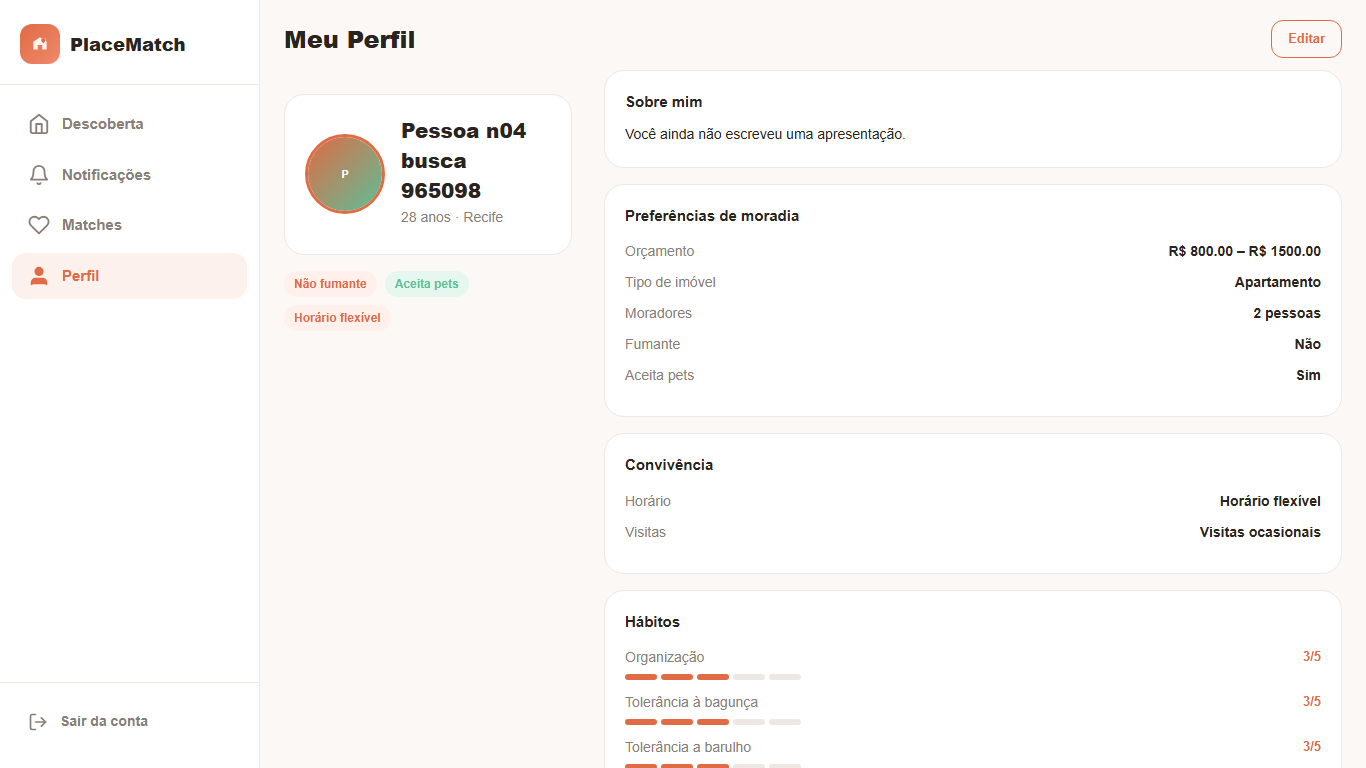 PlaceMatch
Descoberta
Notificações
Matches
Perfil
Sair da conta
Meu Perfil
Editar
P
Pessoa n04
busca
965098
28 anos · Recife
Não fumante
Aceita pets
Horário flexível
Sobre mim
Você ainda não escreveu uma apresentação.
Preferências de moradia
Orçamento R$ 800.00 – R$ 1500.00
Tipo de imóvel Apartamento
Moradores 2 pessoas
Fumante Não
Aceita pets Sim
Convivência
Horário Horário flexível
Visitas Visitas ocasionais
Hábitos
Organização 3/5
Tolerância à bagunça 3/5
Tolerância a barulho 3/5